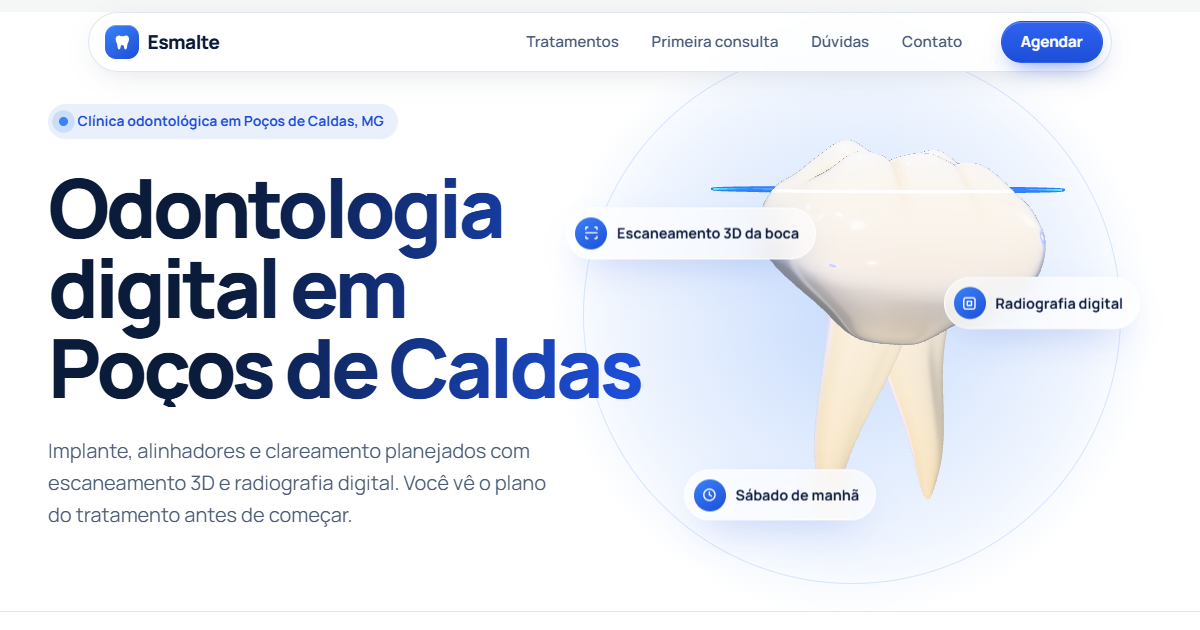 Esmalte
Tratamentos
Primeira consulta
Dúvidas
Contato
Agendar
Clínica odontológica em Poços de Caldas, MG
Odontologia
digital em
Poços de Caldas
Implante, alinhadores e clareamento planejados com
escaneamento 3D e radiografia digital. Você vê o plano
do tratamento antes de começar.
Escaneamento 3D da boca
Radiografia digital
Sábado de manhã